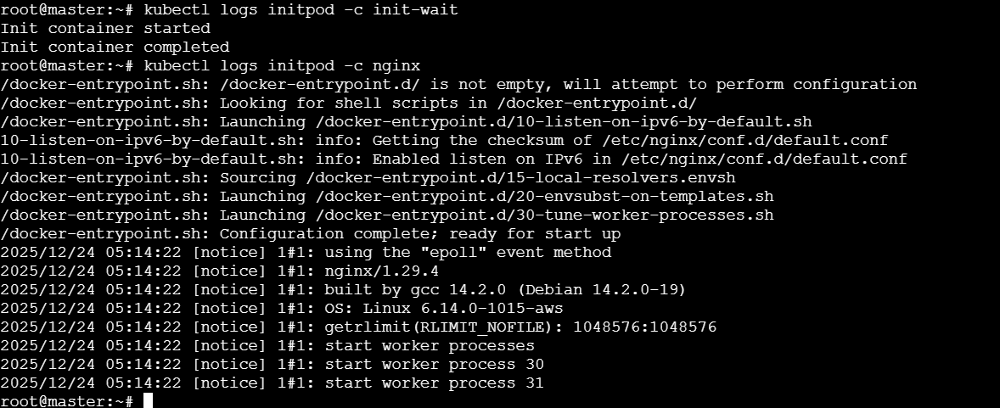 root@master:~# kubectl logs initpod -c init-wait
Init container started
Init container completed
root@master:~# kubectl logs initpod -c nginx
/docker-entrypoint.sh: /docker-entrypoint.d/ is not empty, will attempt to perform configuration
/docker-entrypoint.sh: Looking for shell scripts in /docker-entrypoint.d/
/docker-entrypoint.sh: Launching /docker-entrypoint.d/10-listen-on-ipv6-by-default.sh
10-listen-on-ipv6-by-default.sh: info: Getting the checksum of /etc/nginx/conf.d/default.conf
10-listen-on-ipv6-by-default.sh: info: Enabled listen on IPv6 in /etc/nginx/conf.d/default.conf
/docker-entrypoint.sh: Sourcing /docker-entrypoint.d/15-local-resolvers.envsh
/docker-entrypoint.sh: Launching /docker-entrypoint.d/20-envsubst-on-templates.sh
/docker-entrypoint.sh: Launching /docker-entrypoint.d/30-tune-worker-processes.sh
/docker-entrypoint.sh: Configuration complete; ready for start up
2025/12/24 05:14:22 [notice] 1#1: using the "epoll" event method
2025/12/24 05:14:22 [notice] 1#1: nginx/1.29.4
2025/12/24 05:14:22 [notice] 1#1: built by gcc 14.2.0 (Debian 14.2.0-19)
2025/12/24 05:14:22 [notice] 1#1: OS: Linux 6.14.0-1015-aws
2025/12/24 05:14:22 [notice] 1#1: getrlimit(RLIMIT_NOFILE): 1048576:1048576
2025/12/24 05:14:22 [notice] 1#1: start worker processes
2025/12/24 05:14:22 [notice] 1#1: start worker process 30
2025/12/24 05:14:22 [notice] 1#1: start worker process 31
root@master:~#